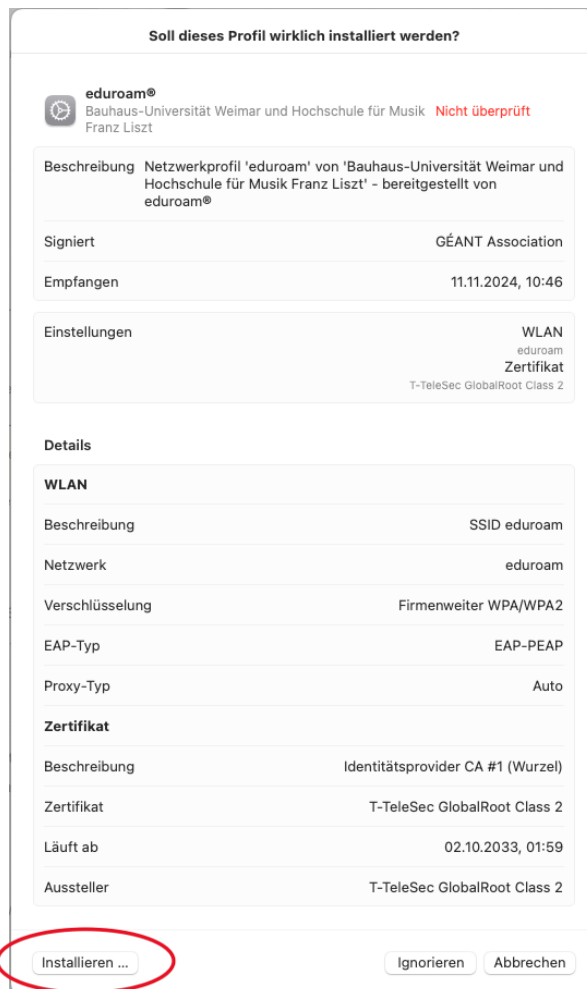 Soll dieses Profil wirklich installiert werden?
eduroam®
Bauhaus-Universität Weimar und Hochschule für Musik Nicht überprüft
Franz Liszt
Beschreibung Netzwerkprofil 'eduroam' von 'Bauhaus-Universität Weimar und
Hochschule für Musik Franz Liszt' - bereitgestellt von
eduroam®
Signiert GÉANT Association
Empfangen 11.11.2024, 10:46
Einstellungen WLAN
eduroam
Zertifikat
T-TeleSec GlobalRoot Class 2
Details
WLAN
Beschreibung SSID eduroam
Netzwerk eduroam
Verschlüsselung Firmenweiter WPA/WPA2
EAP-Typ EAP-PEAP
Proxy-Typ Auto
Zertifikat
Beschreibung Identitätsprovider CA #1 (Wurzel)
Zertifikat T-TeleSec GlobalRoot Class 2
Läuft ab 02.10.2033, 01:59
Aussteller T-TeleSec GlobalRoot Class 2
Installieren ... Ignorieren Abbrechen